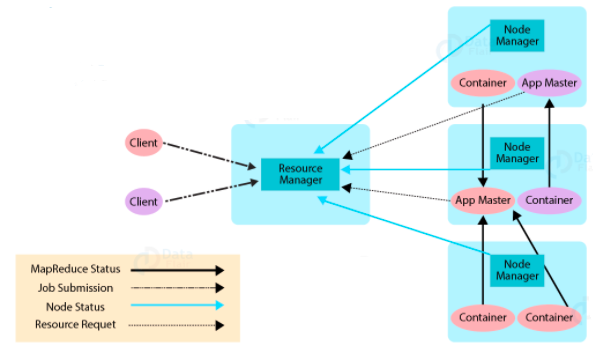 Node
Manager
Container
App Master
Client
Resource
Manager
Node
Manager
Client
App Master
Container
Node
Manager
Container
Container
MapReduce Status
Job Submission
Node Status
Resource Requet
Data